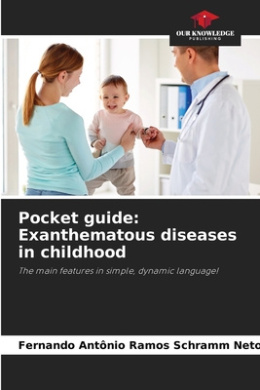 OUR KNOWLEDGE
PUBLISHING
Pocket guide:
Exanthematous diseases
in childhood
The main features in simple, dynamic language!
Fernando Antônio Ramos Schramm Neto